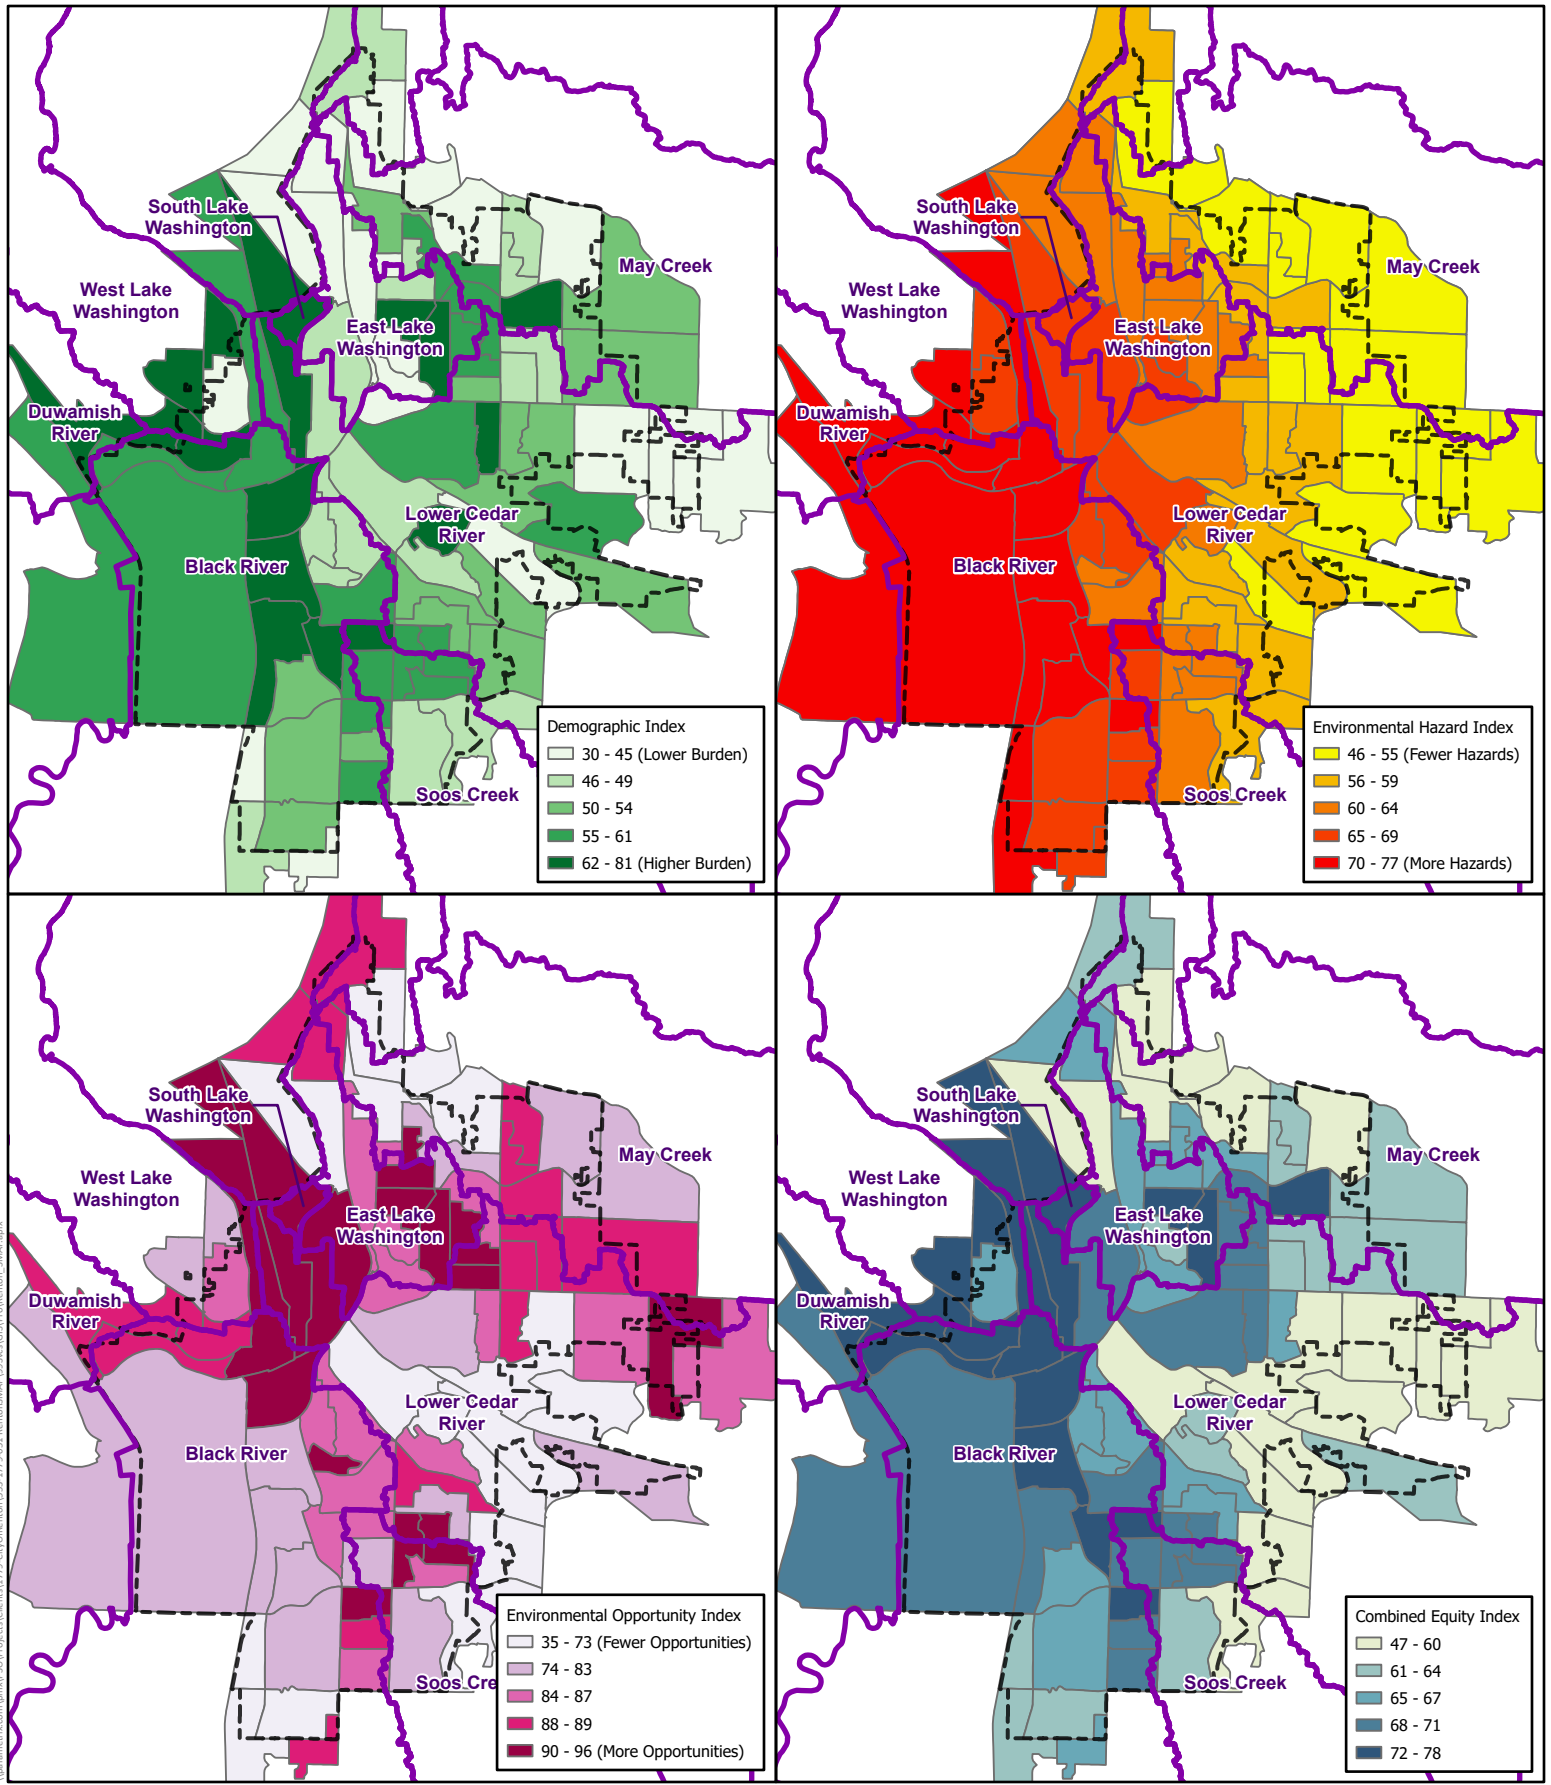 South Lake
Washington
West Lake
Washington
May Creek
East Lake
Washington
Duwamish
River
Lower Cedar
River
Black River
Soos Creek
Demographic Index
30 - 45 (Lower Burden)
46 - 49
50 - 54
55 - 61
62 - 81 (Higher Burden)
South Lake
Washington
West Lake
Washington
May Creek
East Lake
Washington
Duwamish
River
Lower Cedar
River
Black River
Soos Creek
Environmental Hazard Index
46 - 55 (Fewer Hazards)
56 - 59
60 - 64
65 - 69
70 - 77 (More Hazards)
South Lake
Washington
West Lake
Washington
May Creek
East Lake
Washington
Duwamish
River
Lower Cedar
River
Black River
Soos Cre
Environmental Opportunity Index
35 - 73 (Fewer Opportunities)
74 - 83
84 - 87
88 - 89
90 - 96 (More Opportunities)
South Lake
Washington
West Lake
Washington
May Creek
East Lake
Washington
Duwamish
River
Lower Cedar
River
Black River
Soos Creek
Combined Equity Index
47 - 60
61 - 64
65 - 67
68 - 71
72 - 78